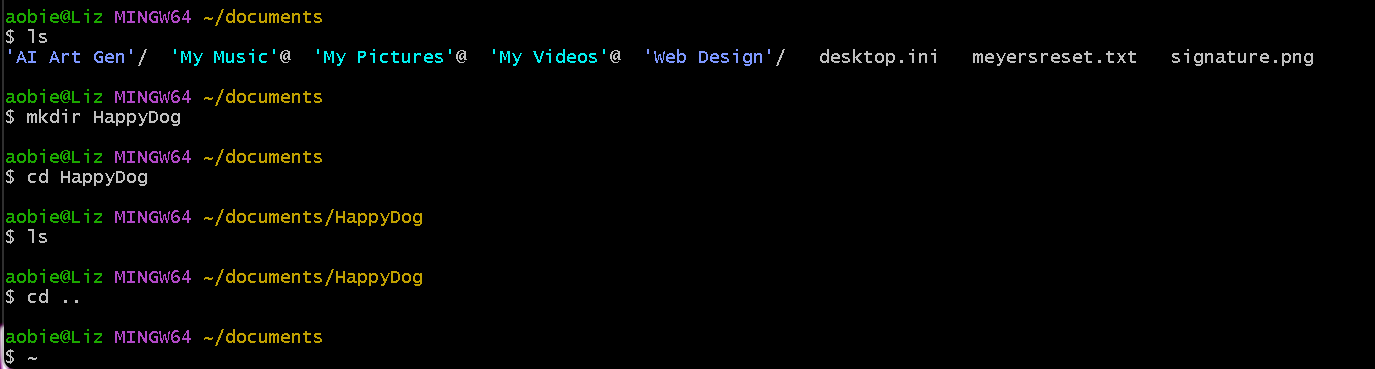 aobie@Liz MINGW64 ~/documents
$ ls
'AI Art Gen'/  'My Music'@  'My Pictures'@  'My Videos'@  'Web Design'/   desktop.ini   meyersreset.txt   signature.png
aobie@Liz MINGW64 ~/documents
$ mkdir HappyDog
aobie@Liz MINGW64 ~/documents
$ cd HappyDog
aobie@Liz MINGW64 ~/documents/HappyDog
$ ls
aobie@Liz MINGW64 ~/documents/HappyDog
$ cd ..
aobie@Liz MINGW64 ~/documents
$ ~